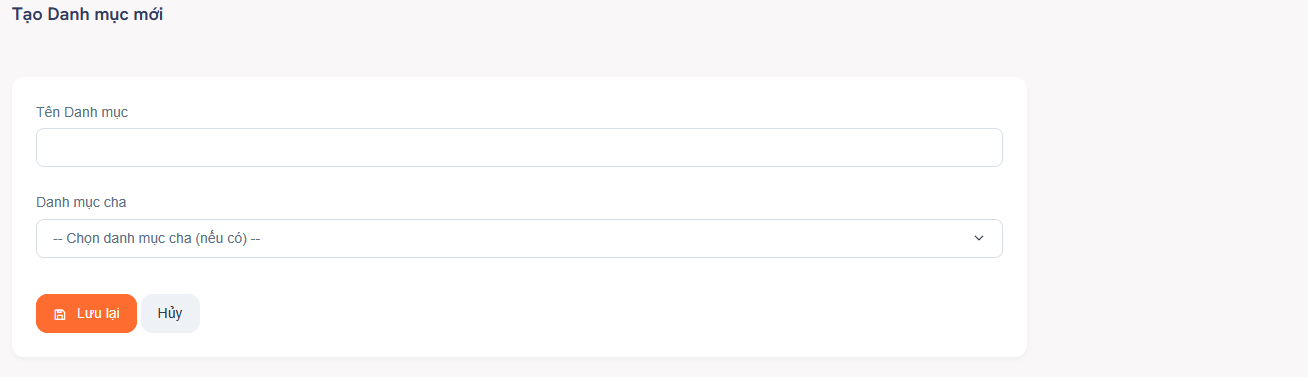 Tạo Danh mục mới
Tên Danh mục
Danh mục cha
-- Chọn danh mục cha (nếu có) --
Lưu lại
Hủy